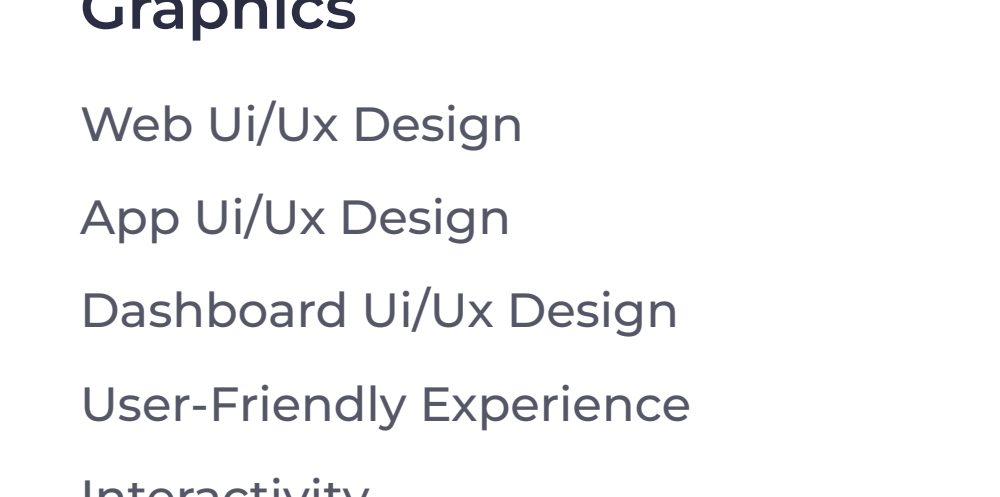 Graphics
Web Ui/Ux Design
App Ui/Ux Design
Dashboard Ui/Ux Design
User-Friendly Experience
Interactivity